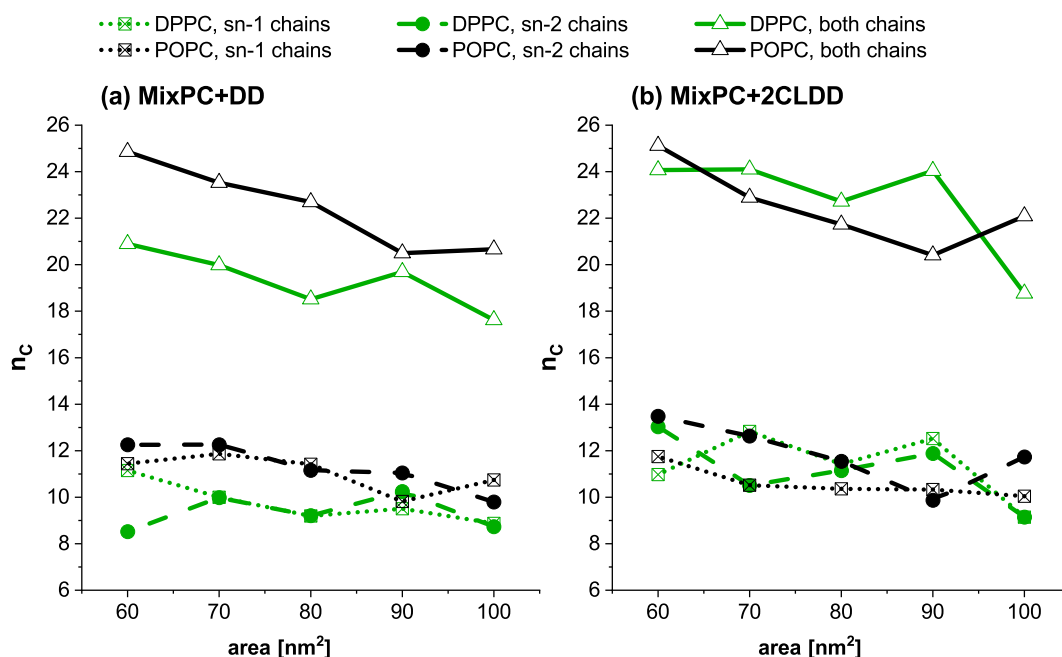 DPPC, sn-1 chains DPPC, sn-2 chains DPPC, both chains
POPC, sn-1 chains POPC, sn-2 chains POPC, both chains
(a) MixPC+DD
26
24
22
20
18
16
14
12
10
8
6
n_C
60 70 80 90 100
area [nm²]
(b) MixPC+2CLDD
26
24
22
20
18
16
14
12
10
8
6
n_C
60 70 80 90 100
area [nm²]